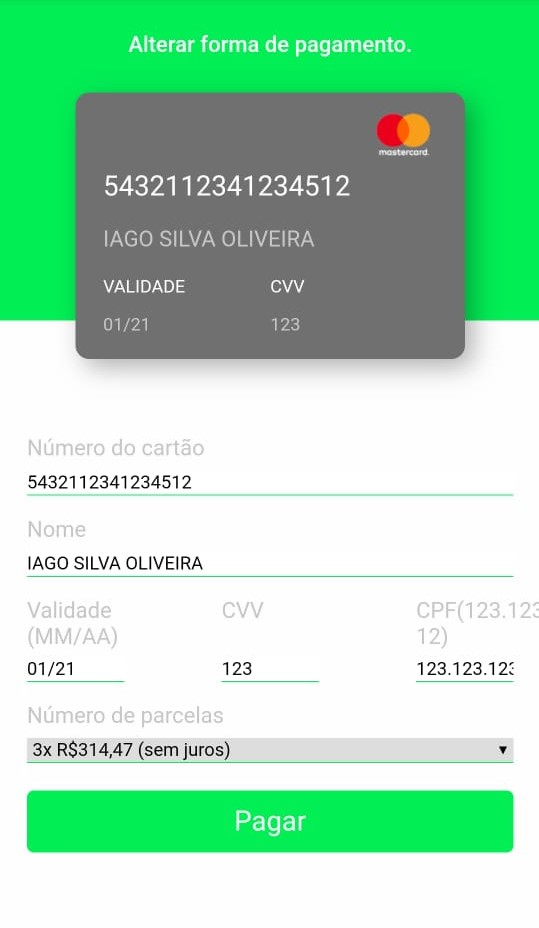 Alterar forma de pagamento.
mastercard.
5432112341234512
IAGO SILVA OLIVEIRA
VALIDADE CVV
01/21 123
Número do cartão
5432112341234512
Nome
IAGO SILVA OLIVEIRA
Validade CVV CPF(123.123
(MM/AA) 12)
01/21 123 123.123.123
Número de parcelas
3x R$314,47 (sem juros)
Pagar